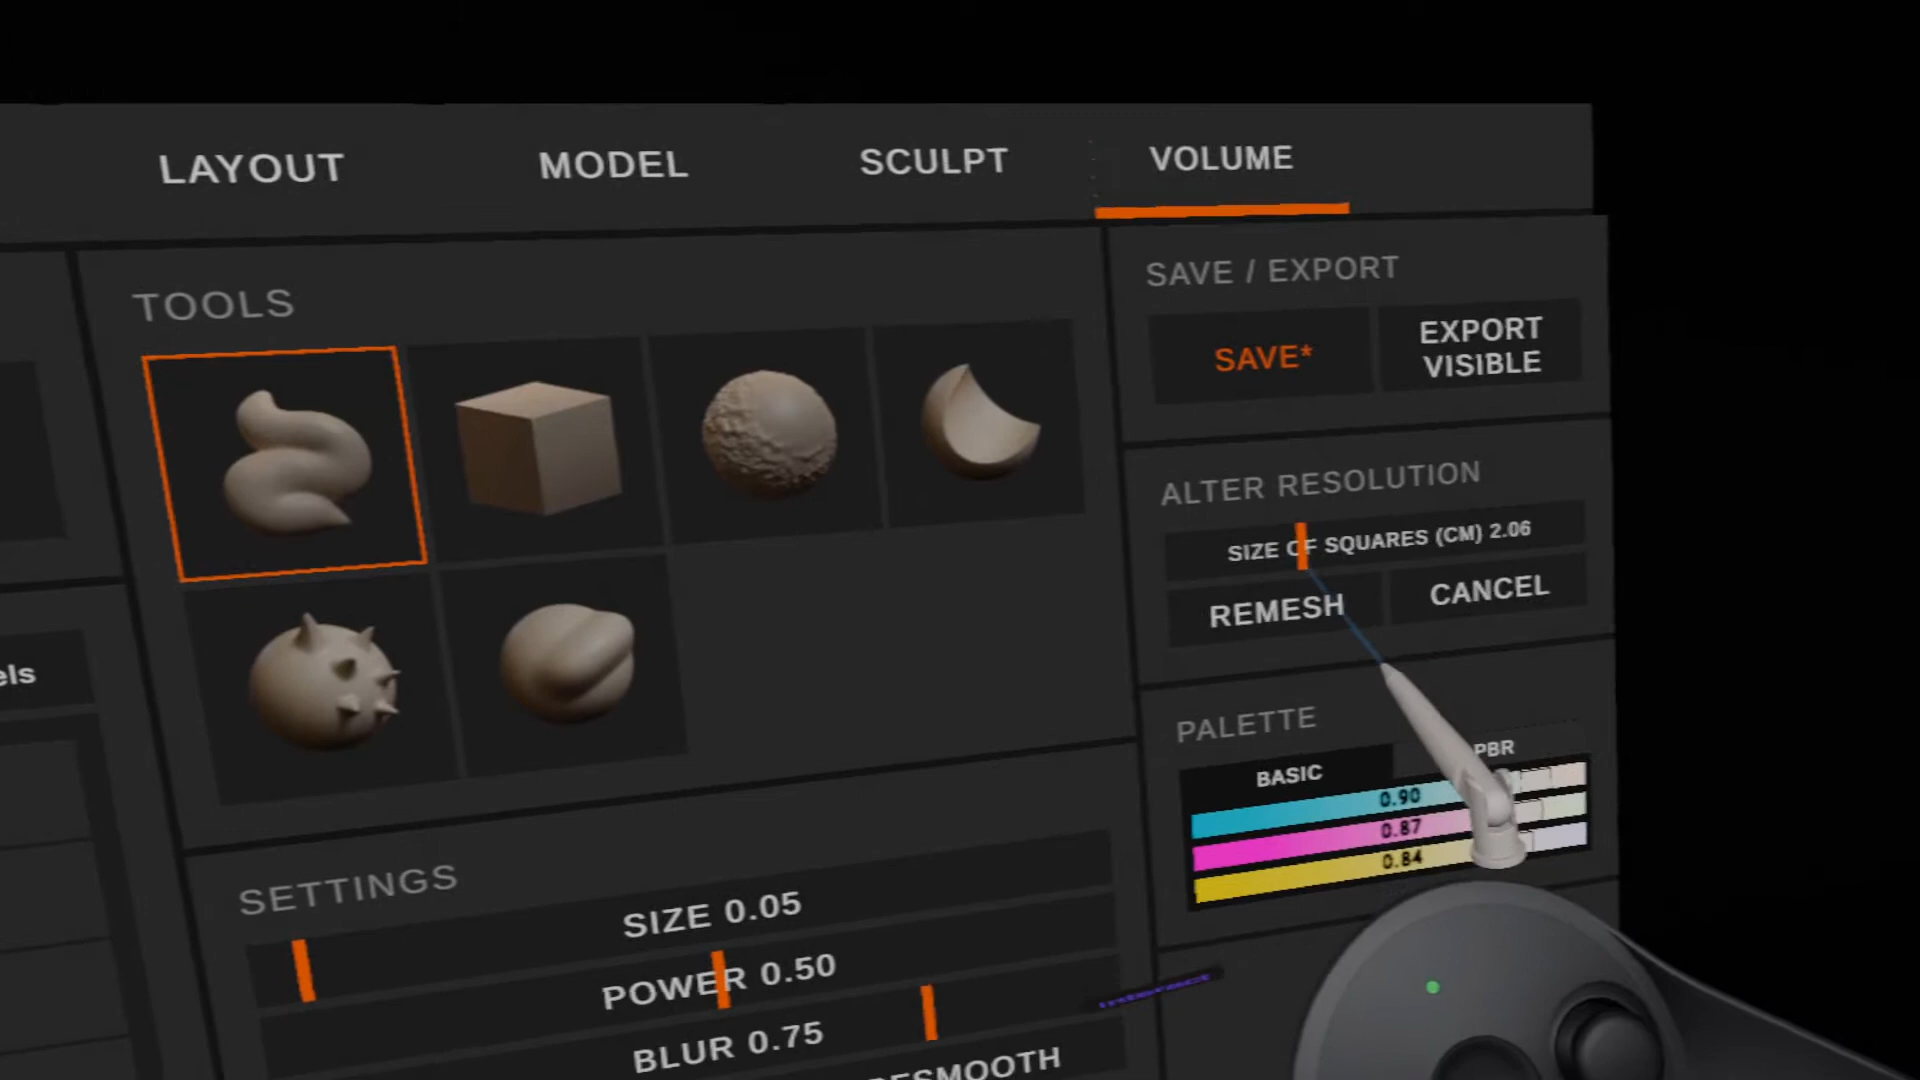 LAYOUT MODEL SCULPT VOLUME
TOOLS
els
SETTINGS
SIZE 0.05
POWER 0.50
BLUR 0.75
SAVE / EXPORT
SAVE*
EXPORT
VISIBLE
ALTER RESOLUTION
SIZE OF SQUARES (CM) 2.06
REMESH CANCEL
PALETTE
BASIC PBR
0.90
0.87
0.84
Interact